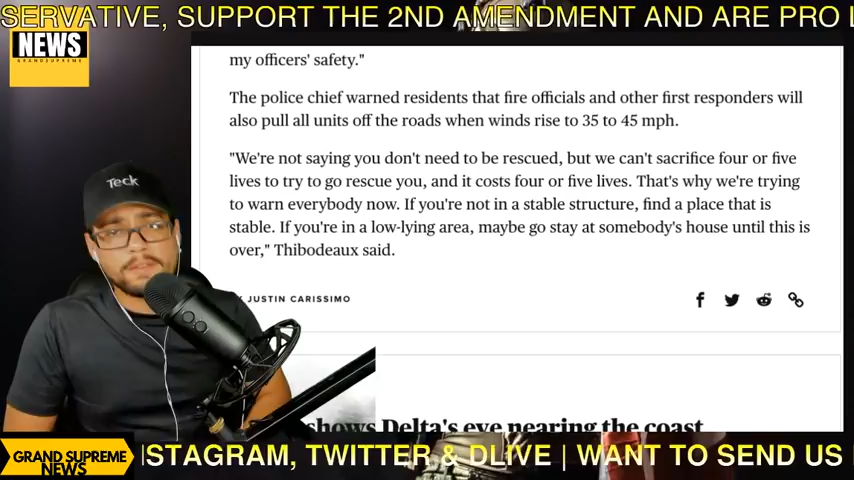 SERVATIVE, SUPPORT THE 2ND AMENDMENT AND ARE PRO L
NEWS
GRANDSUPREME
my officers' safety."
The police chief warned residents that fire officials and other first responders will
also pull all units off the roads when winds rise to 35 to 45 mph.
"We're not saying you don't need to be rescued, but we can't sacrifice four or five
lives to try to go rescue you, and it costs four or five lives. That's why we're trying
to warn everybody now. If you're not in a stable structure, find a place that is
stable. If you're in a low-lying area, maybe go stay at somebody's house until this is
over," Thibodeaux said.
JUSTIN CARISSIMO
Teck
shows Delta's eye nearing the coast
GRAND SUPREME
NEWS
ISTAGRAM, TWITTER & DLIVE | WANT TO SEND US